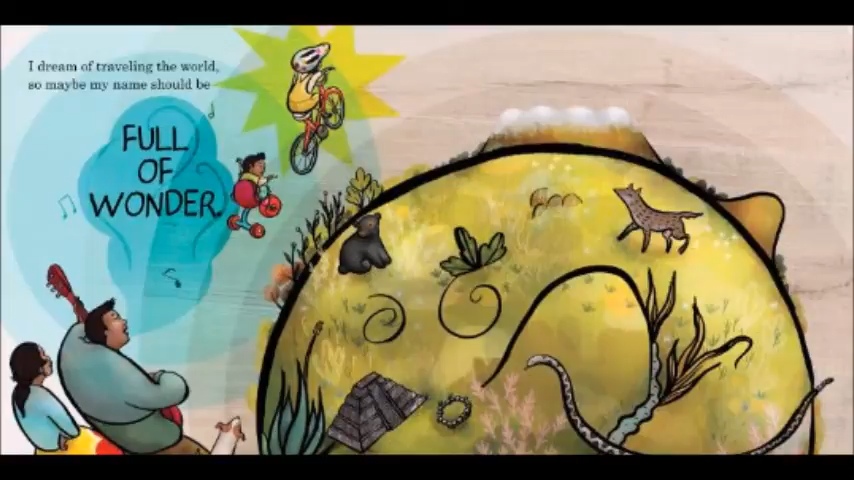 I dream of traveling the world,
so maybe my name should be
FULL
OF
WONDER.